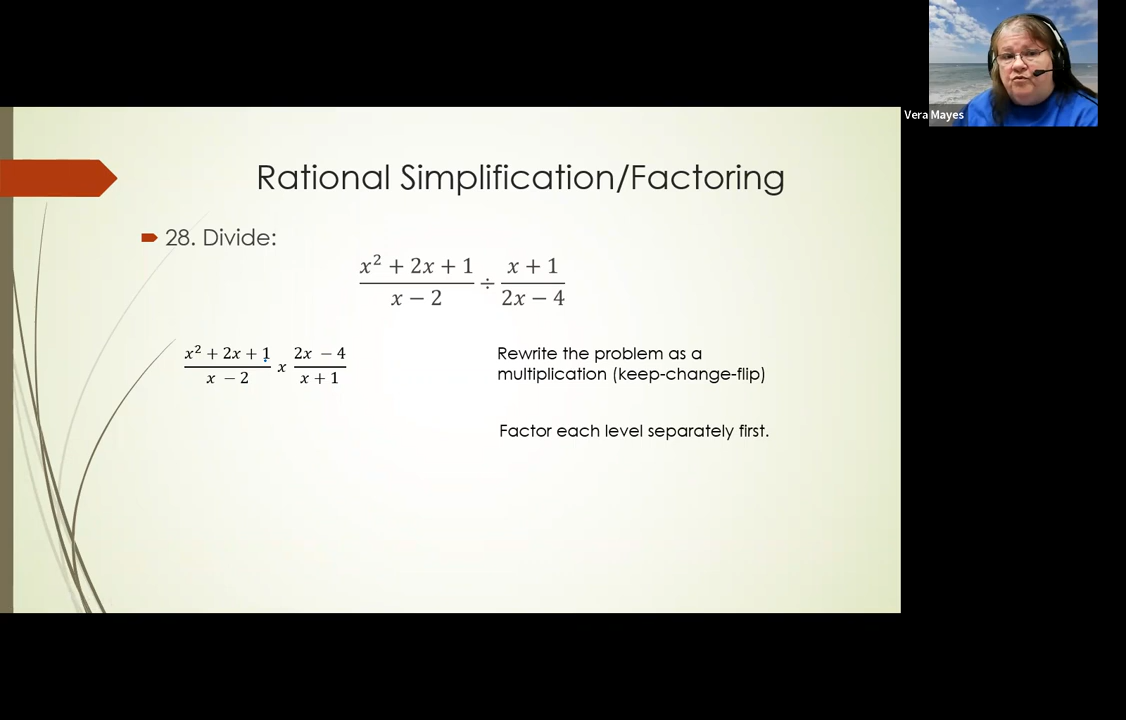 Vera Mayes
Rational Simplification/Factoring
28. Divide:
x² + 2x + 1 / x − 2 ÷ x + 1 / 2x − 4
x² + 2x + 1 / x − 2 x 2x − 4 / x + 1
Rewrite the problem as a
multiplication (keep-change-flip)
Factor each level separately first.